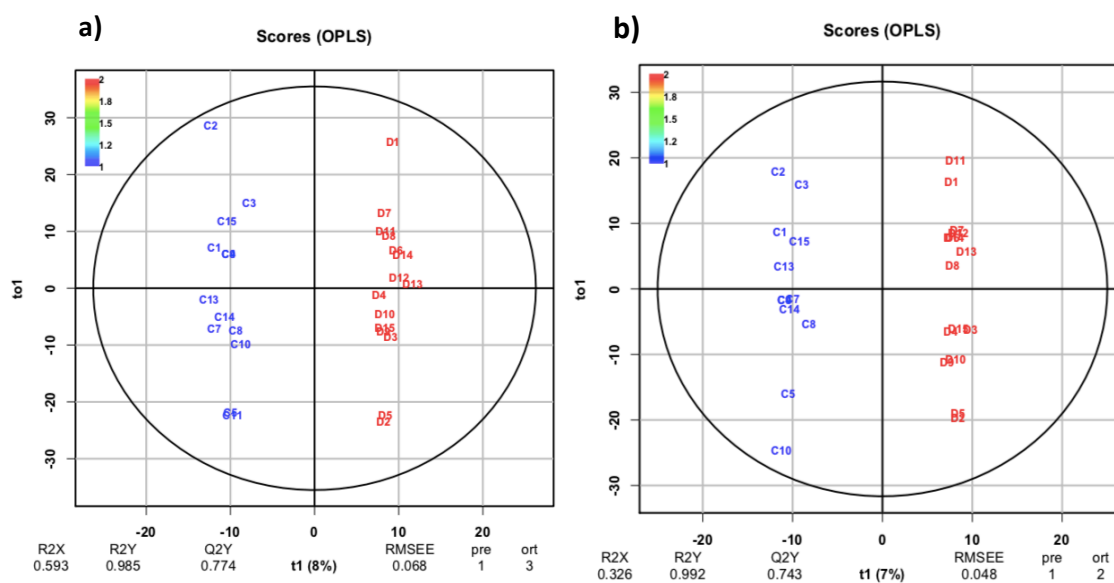 a)
Scores (OPLS)
2
1.8
1.5
1.2
1
30
20
10
0
-10
-20
-30
to1
C2
D1
C3
D7
C15
D11
D8
C1
D6
D14
D12
D13
C13
D4
C14
D10
C7
C8
D15
D3
C10
C11
D5
D2
-20
-10
0
10
20
R2X R2Y Q2Y RMSEE pre ort
0.593 0.985 0.774 t1 (8%) 0.068 1 3
b)
Scores (OPLS)
2
1.8
1.5
1.2
1
30
20
10
0
-10
-20
-30
to1
D11
C2
C3
D1
C1
D7
C15
D13
C13
D8
C7
C14
C8
D15
D3
D10
C5
D2
C10
-20
-10
0
10
20
R2X R2Y Q2Y RMSEE pre ort
0.326 0.992 0.743 t1 (7%) 0.048 1 2